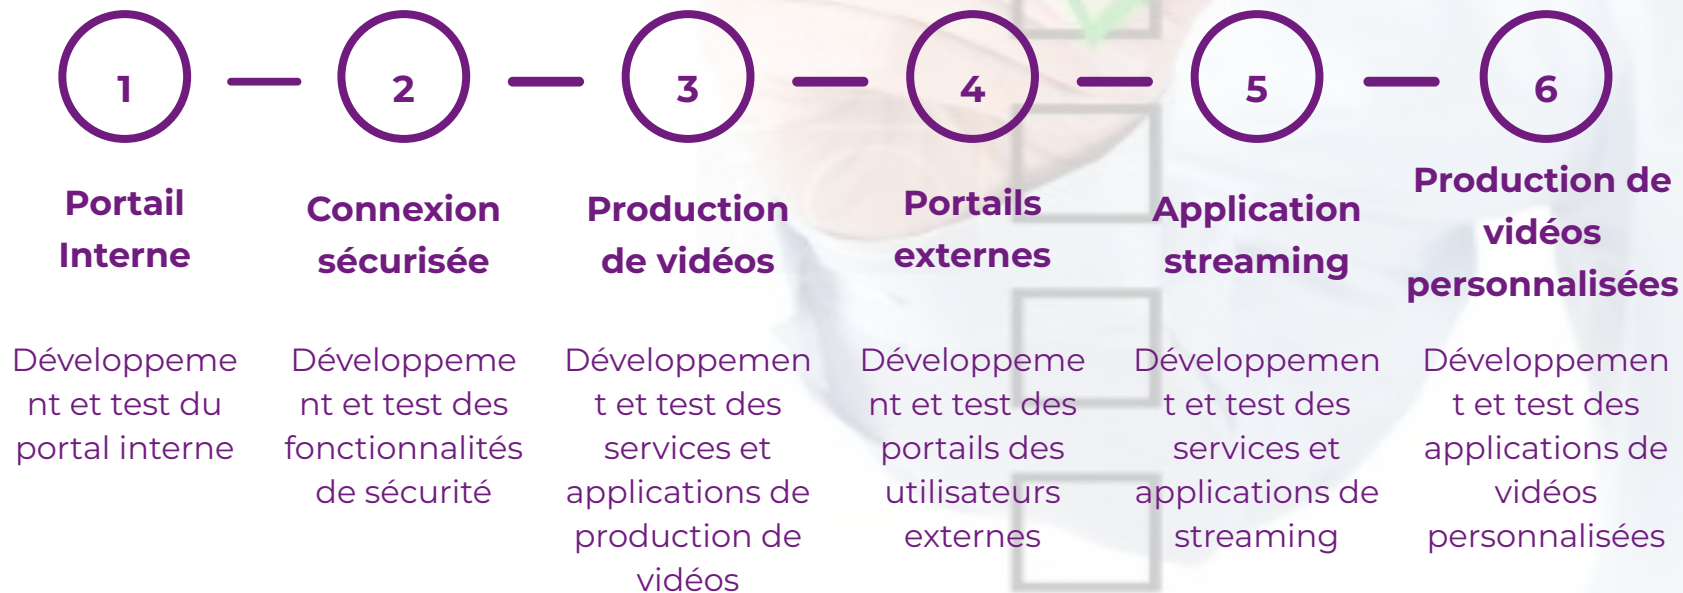 1
2
3
4
5
6
Portail
Interne
Connexion
sécurisée
Production
de vidéos
Portails
externes
Application
streaming
Production de
vidéos
personnalisées
Développeme
nt et test du
portal interne
Développeme
nt et test des
fonctionnalités
de sécurité
Développemen
t et test des
services et
applications de
production de
vidéos
Développeme
nt et test des
portails des
utilisateurs
externes
Développemen
t et test des
services et
applications de
streaming
Développemen
t et test des
applications de
vidéos
personnalisées